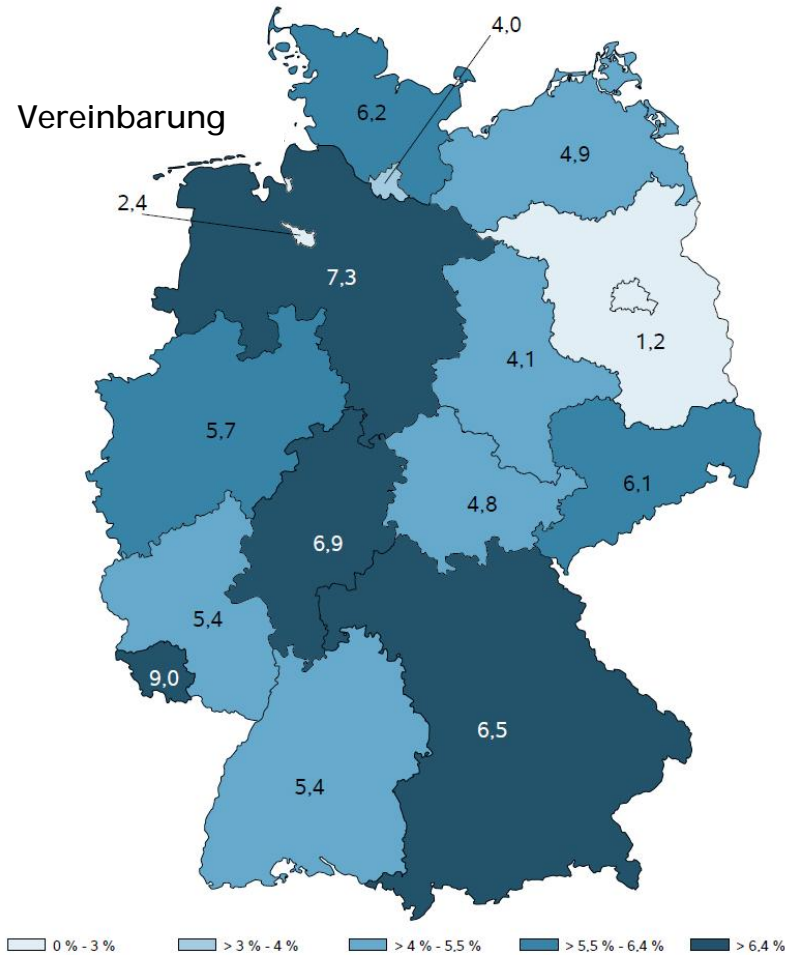 4,0
6,2
Vereinbarung
4,9
2,4
7,3
1,2
4,1
5,7
6,1
4,8
6,9
5,4
9,0
6,5
5,4
0 % - 3 %
> 3 % - 4 %
> 4 % - 5,5 %
> 5,5 % - 6,4 %
> 6,4 %